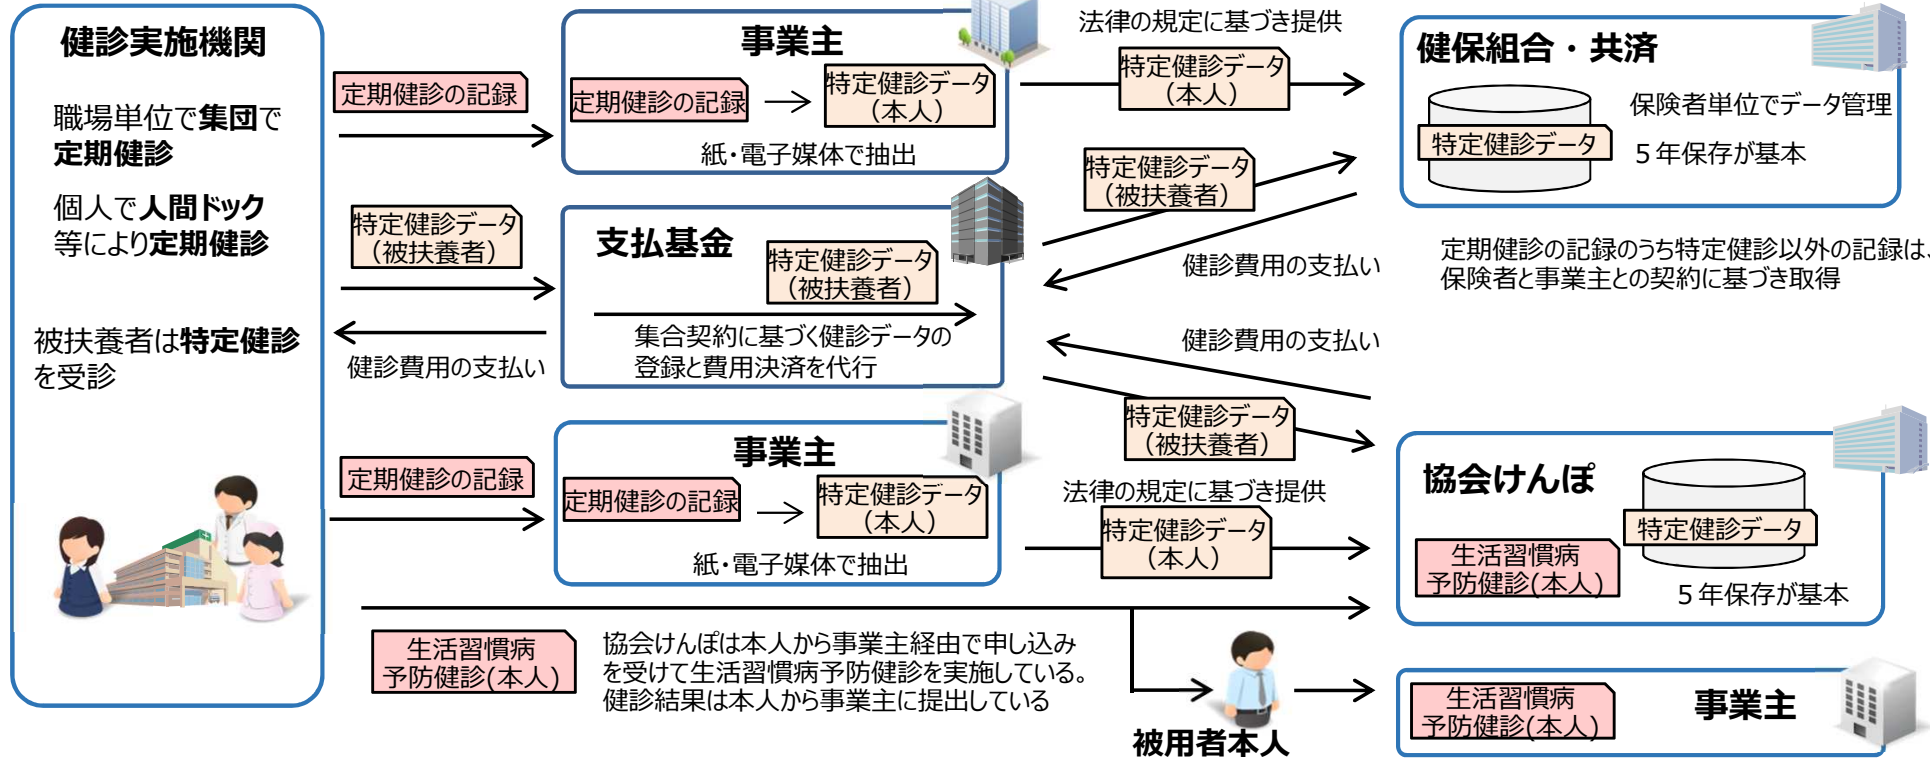 健診実施機関
職場単位で集団で
定期健診
個人で人間ドック
等により定期健診
被扶養者は特定健診
を受診
定期健診の記録
特定健診データ
（被扶養者）
健診費用の支払い
定期健診の記録
事業主
定期健診の記録
特定健診データ
（本人）
紙・電子媒体で抽出
支払基金
特定健診データ
（被扶養者）
集合契約に基づく健診データの
登録と費用決済を代行
事業主
定期健診の記録
特定健診データ
（本人）
紙・電子媒体で抽出
法律の規定に基づき提供
特定健診データ
（本人）
特定健診データ
（被扶養者）
健診費用の支払い
健診費用の支払い
特定健診データ
（被扶養者）
法律の規定に基づき提供
特定健診データ
（本人）
健保組合・共済
特定健診データ
保険者単位でデータ管理
５年保存が基本
定期健診の記録のうち特定健診以外の記録は、
保険者と事業主との契約に基づき取得
協会けんぽ
特定健診データ
生活習慣病
予防健診(本人)
５年保存が基本
生活習慣病
予防健診(本人)
協会けんぽは本人から事業主経由で申し込み
を受けて生活習慣病予防健診を実施している。
健診結果は本人から事業主に提出している
被用者本人
生活習慣病
予防健診(本人)
事業主